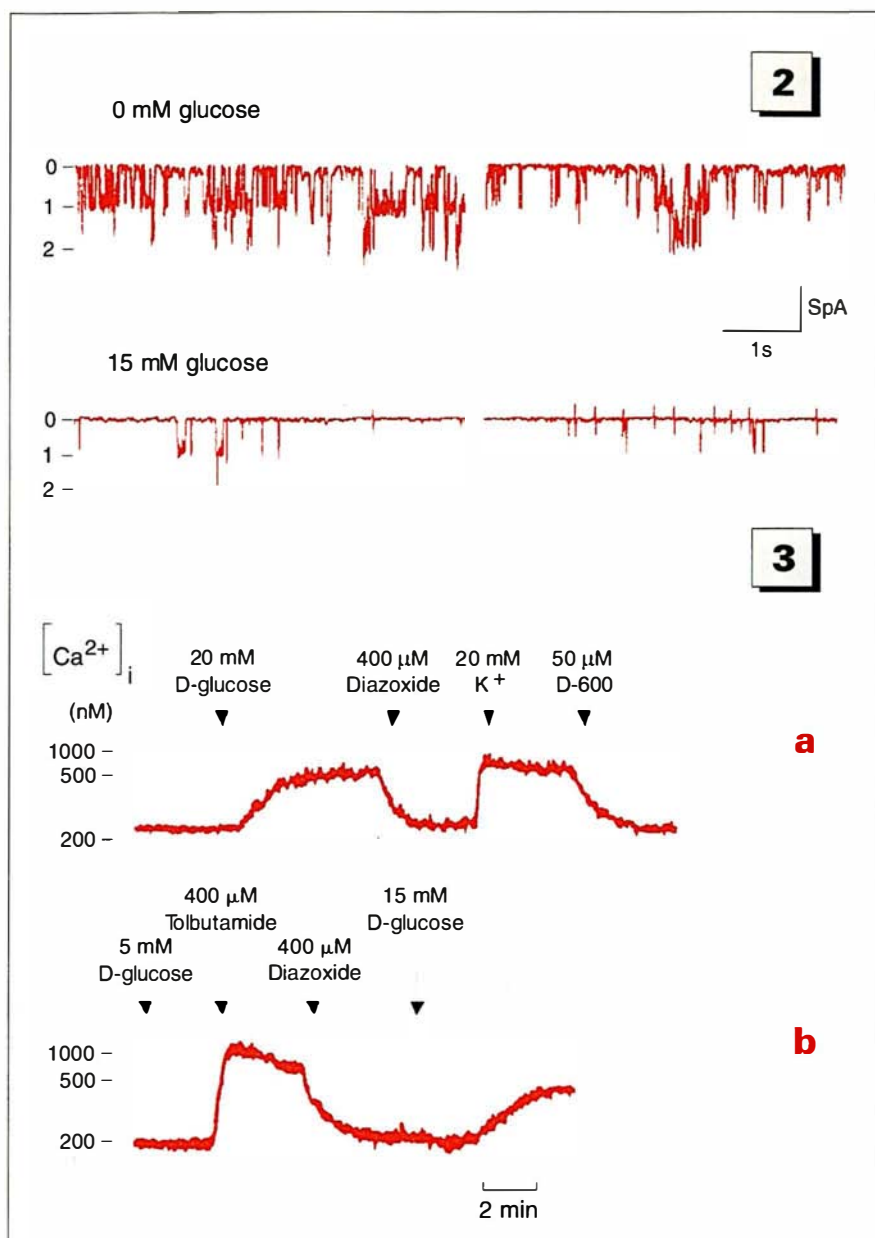 2
0 mM glucose
0
1
2
SpA
1s
15 mM glucose
0
1
2
3
[Ca2+]i
(nM)
20 mM
D-glucose
400 µM
Diazoxide
20 mM
K+
50 µM
D-600
a
1000
500
200
400 µM
Tolbutamide
15 mM
D-glucose
5 mM
D-glucose
400 µM
Diazoxide
b
1000
500
200
2 min